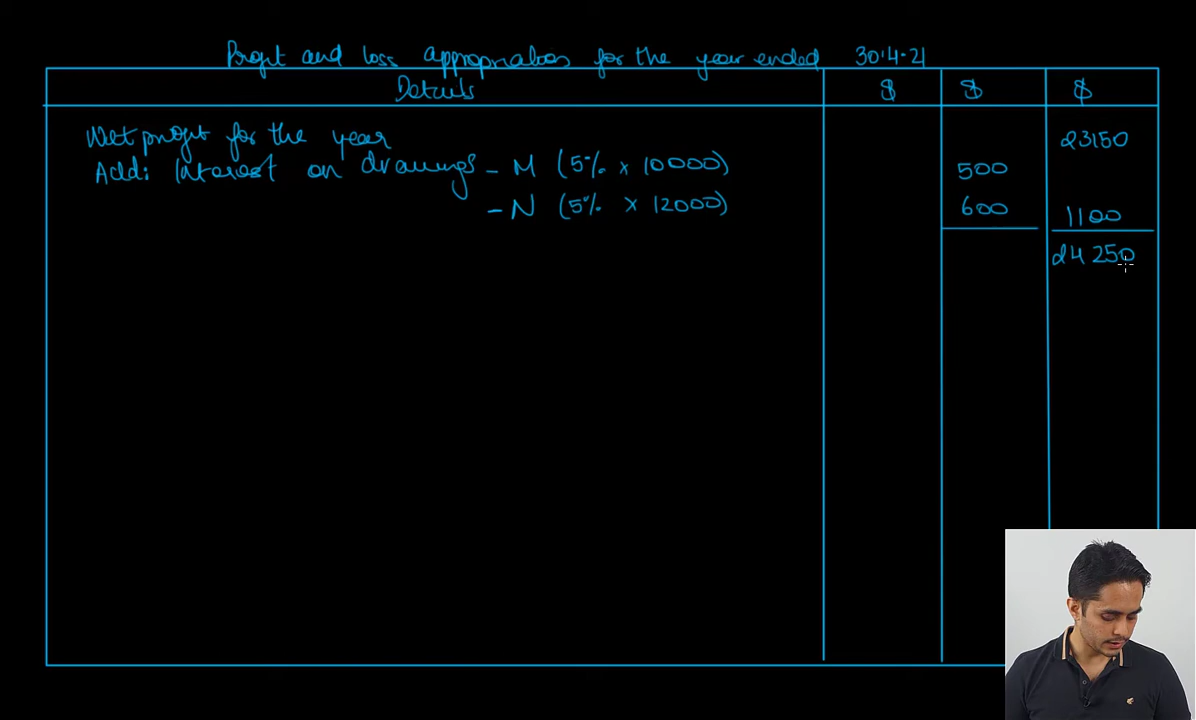 Profit and loss appropriation for the year ended 30.4.21
Details $ $ $
Net profit for the year 23150
Add: Interest on drawings - M (5% x 10000) 500
- N (5% x 12000) 600 1100
24250